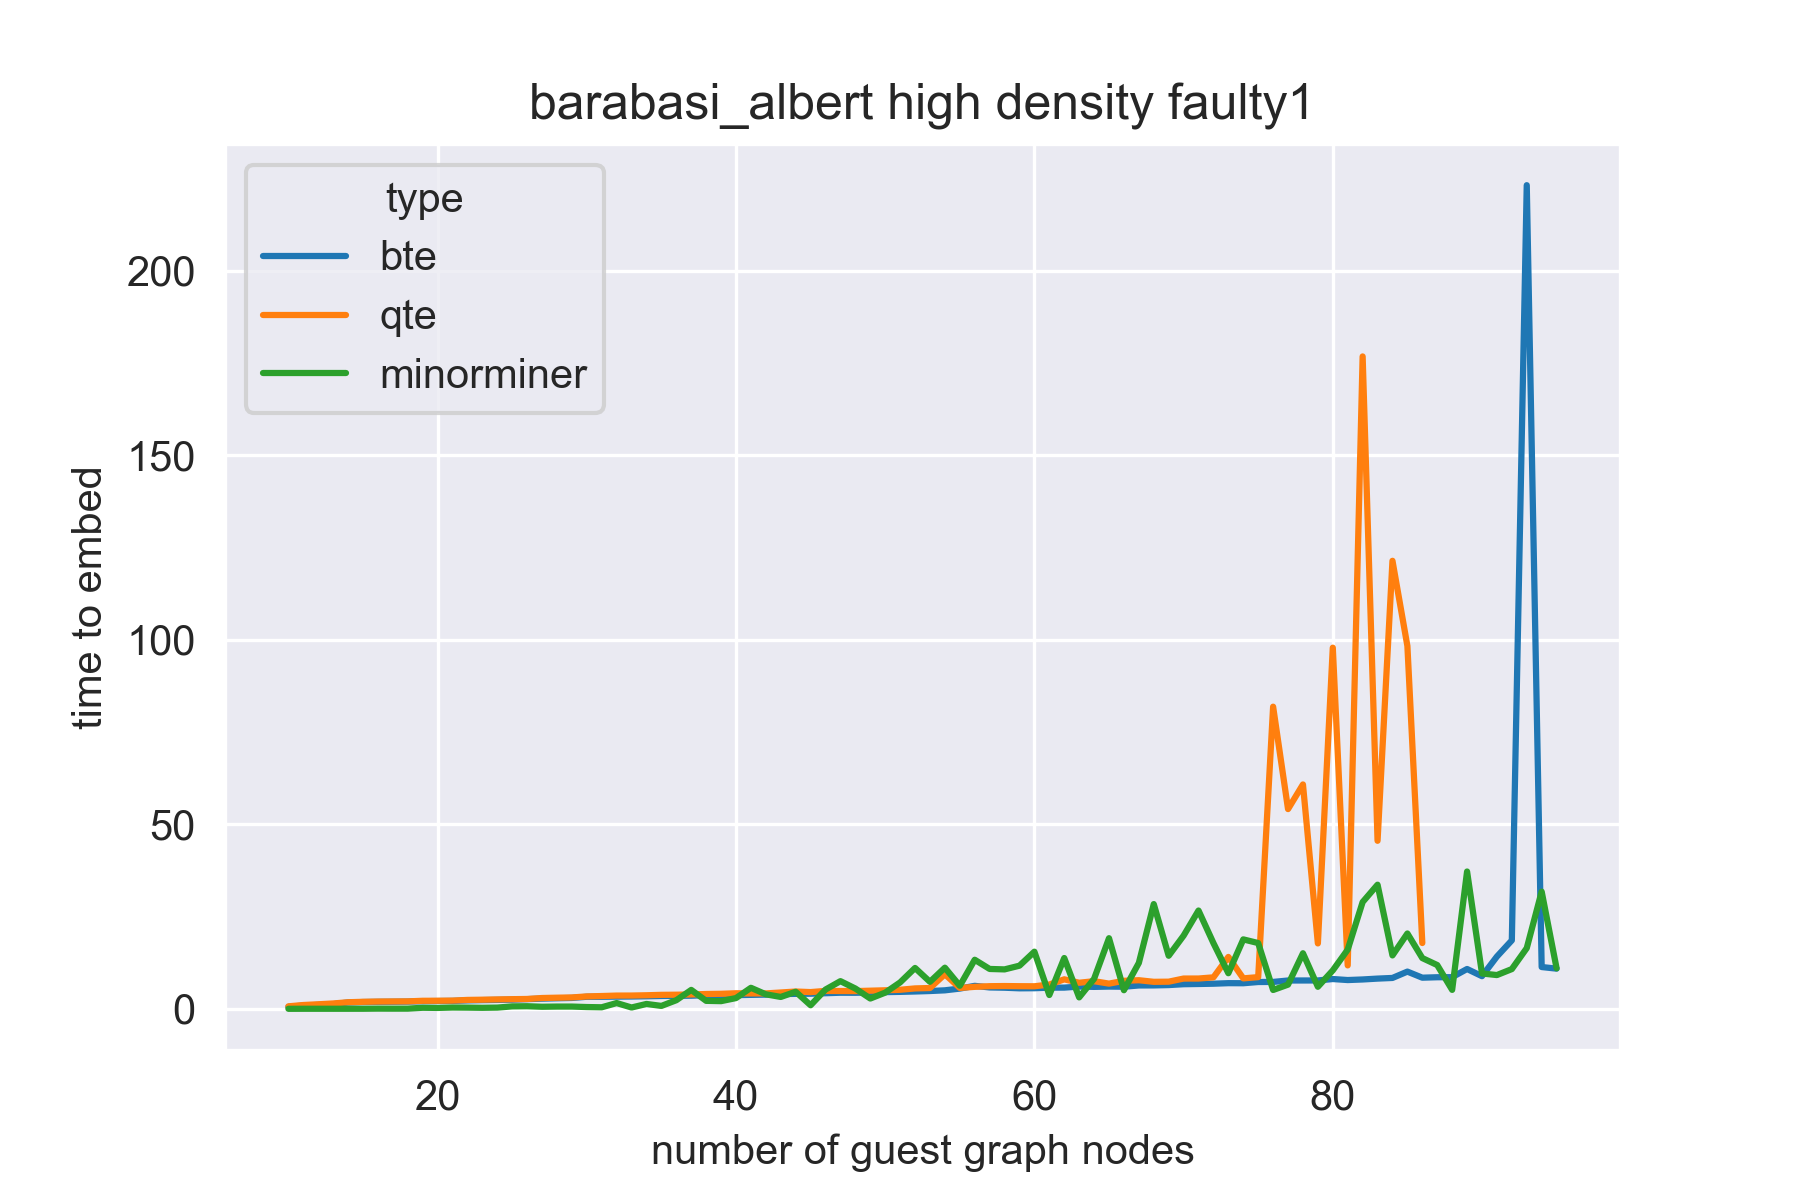 barabasi_albert high density faulty1
type
bte
qte
minorminer
200
150
100
50
0
time to embed
20 40 60 80
number of guest graph nodes